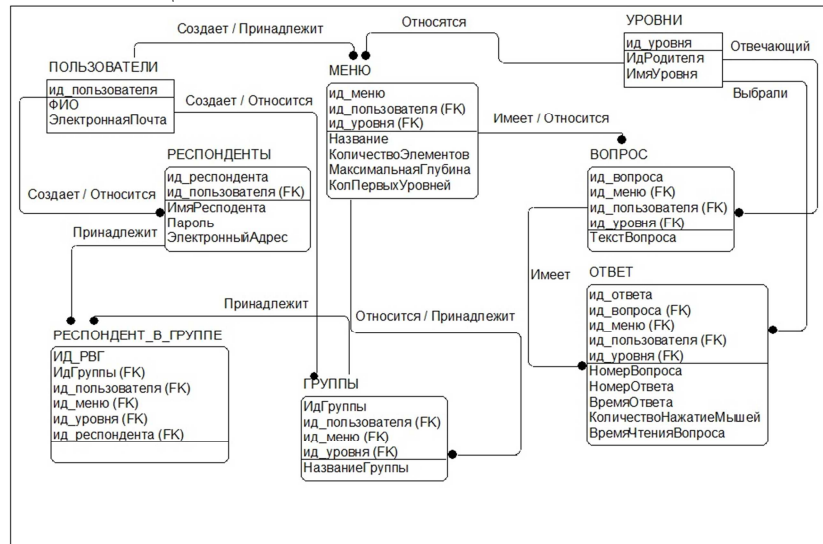 Создает / Принадлежит
Относятся
УРОВНИ
ид_уровня
ИдРодителя
ИмяУровня
Отвечающий
Выбрали
ПОЛЬЗОВАТЕЛИ
ид_пользователя
ФИО
ЭлектроннаяПочта
Создает / Относится
МЕНЮ
ид_меню
ид_пользователя (FK)
ид_уровня (FK)
Название
КоличествоЭлементов
МаксимальнаяГлубина
КолПервыхУровней
Имеет / Относится
РЕСПОНДЕНТЫ
ид_респондента
ид_пользователя (FK)
ИмяРесподента
Пароль
ЭлектронныйАдрес
Создает / Относится
Принадлежит
ВОПРОС
ид_вопроса
ид_меню (FK)
ид_пользователя (FK)
ид_уровня (FK)
ТекстВопроса
Имеет
ОТВЕТ
ид_ответа
ид_вопроса (FK)
ид_меню (FK)
ид_пользователя (FK)
ид_уровня (FK)
НомерВопроса
НомерОтвета
ВремяОтвета
КоличествоНажатиеМышей
ВремяЧтенияВопроса
Принадлежит
Относится / Принадлежит
РЕСПОНДЕНТ_В_ГРУППЕ
ИД_РВГ
ИдГруппы (FK)
ид_пользователя (FK)
ид_меню (FK)
ид_уровня (FK)
ид_респондента (FK)
ГРУППЫ
ИдГруппы
ид_пользователя (FK)
ид_меню (FK)
ид_уровня (FK)
НазваниеГруппы